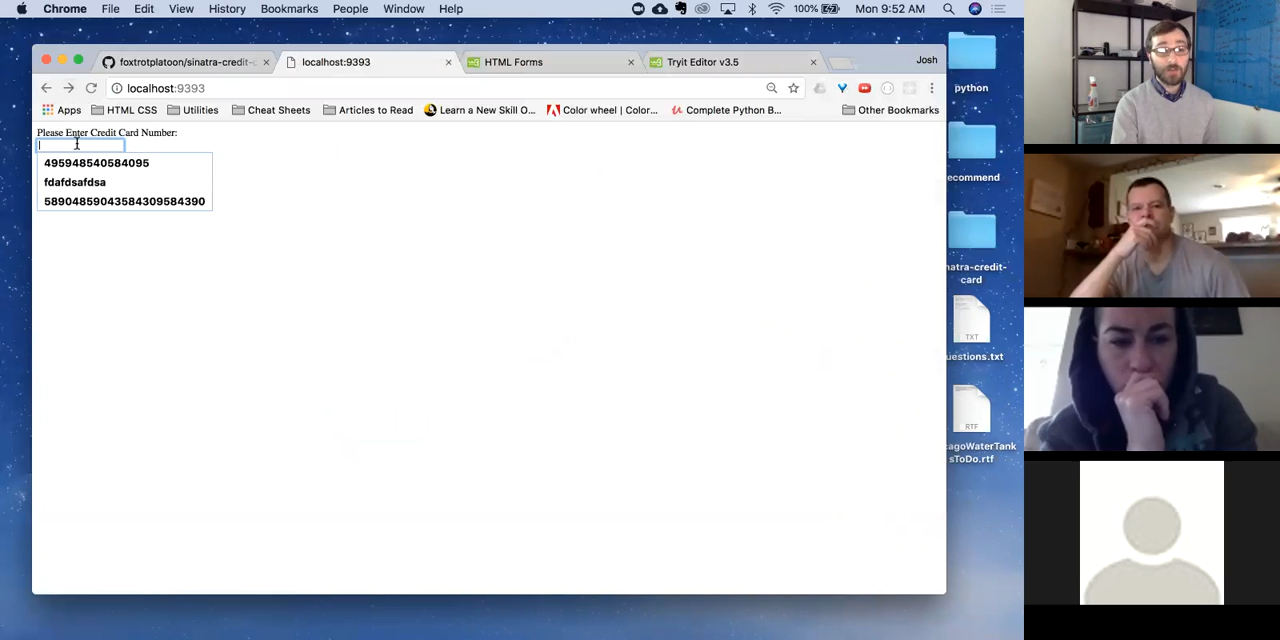 Chrome File Edit View History Bookmarks People Window Help 100% Mon 9:52 AM
foxtrotplatoon/sinatra-credit-c localhost:9393 HTML Forms Tryit Editor v3.5 Josh
localhost:9393
Apps HTML CSS Utilities Cheat Sheets Articles to Read Learn a New Skill O... Color wheel | Color... Complete Python B... Other Bookmarks
Please Enter Credit Card Number:
495948540584095
fdafdsafdsa
58904859043584309584390
python
ecommend
natra-credit-
card
TXT
uestions.txt
RTF
cagoWaterTank
sToDo.rtf